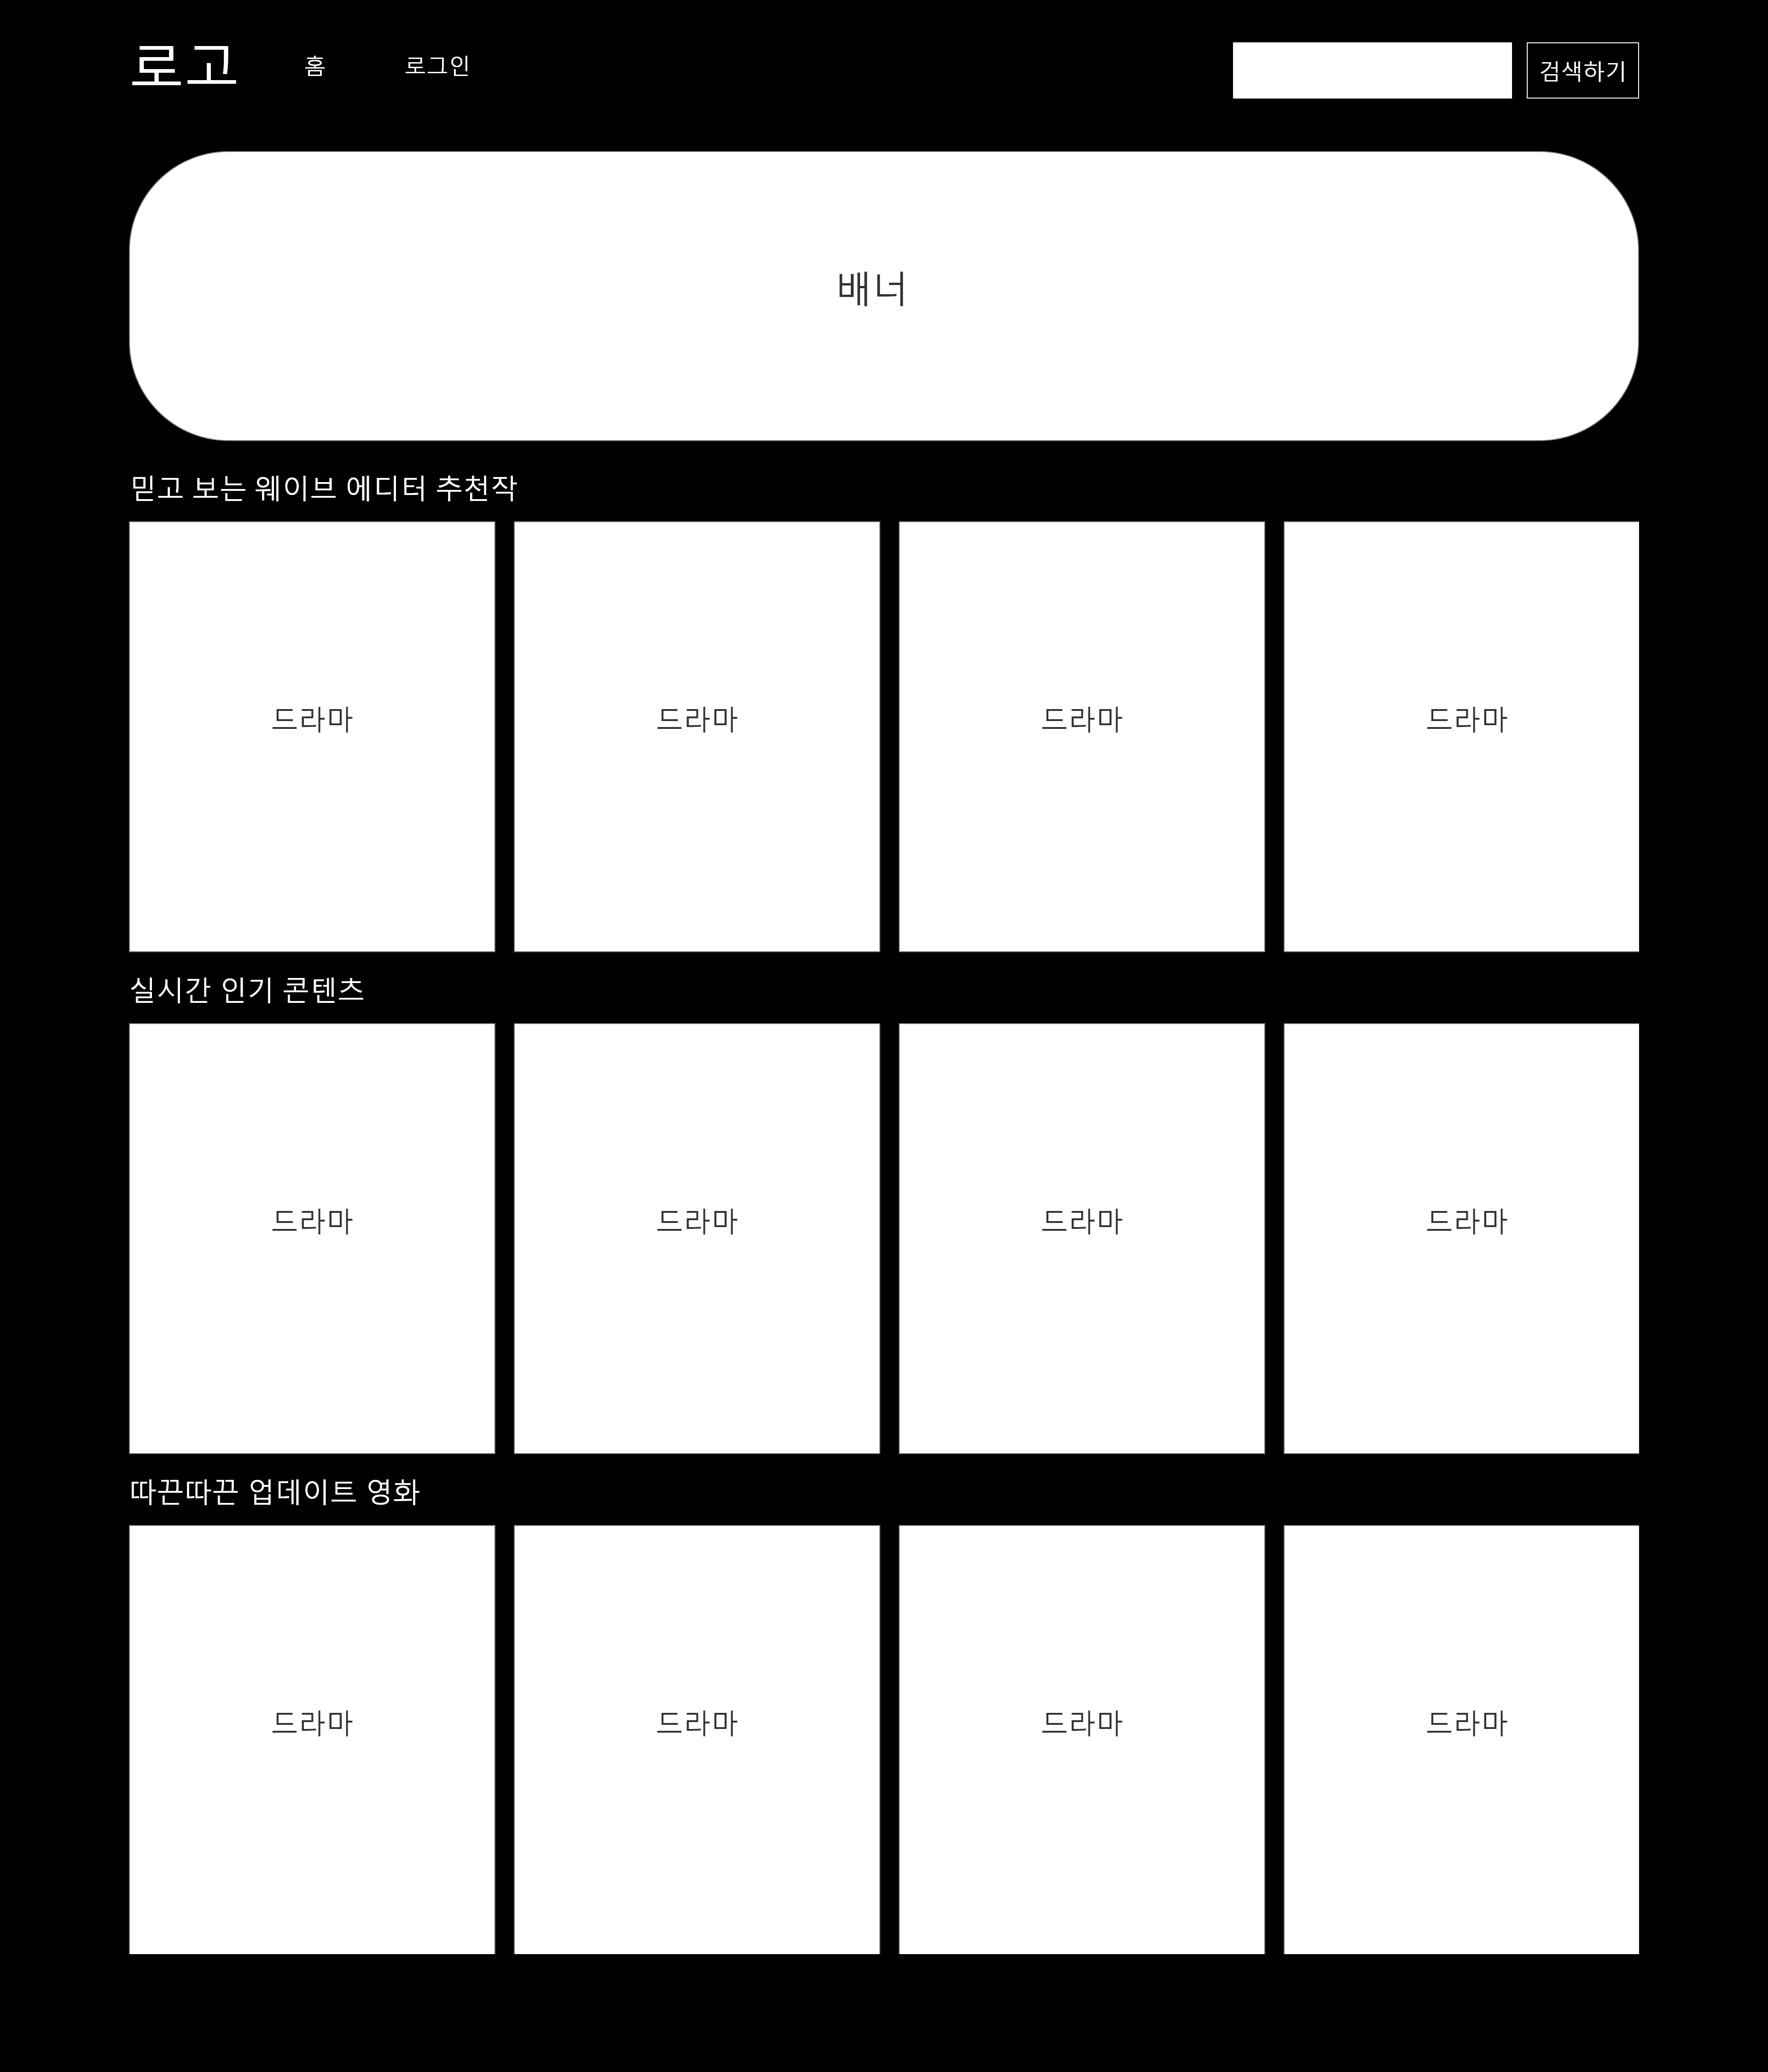 로고 홈 로그인 검색하기
배너
믿고 보는 웨이브 에디터 추천작
드라마 드라마 드라마 드라마
실시간 인기 콘텐츠
드라마 드라마 드라마 드라마
따끈따끈 업데이트 영화
드라마 드라마 드라마 드라마